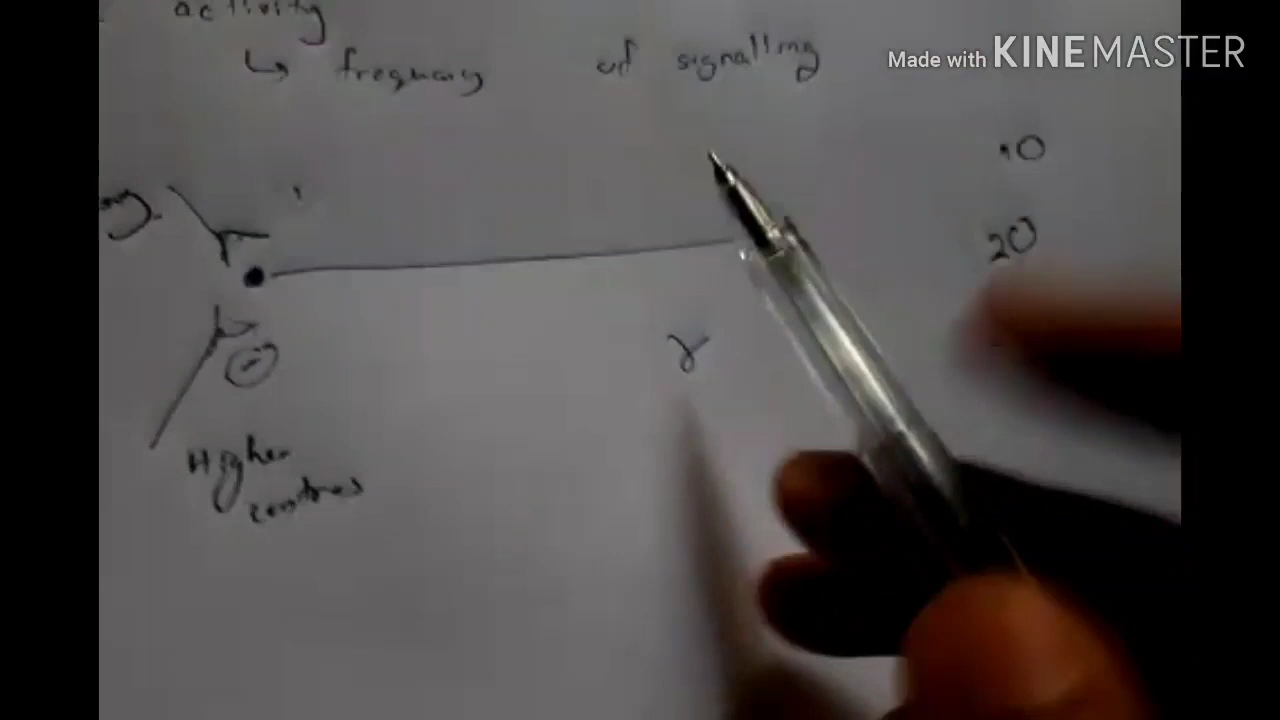 activity
↳ frequency of signalling
Made with KINEMASTER
10
20
γ
Higher
centres